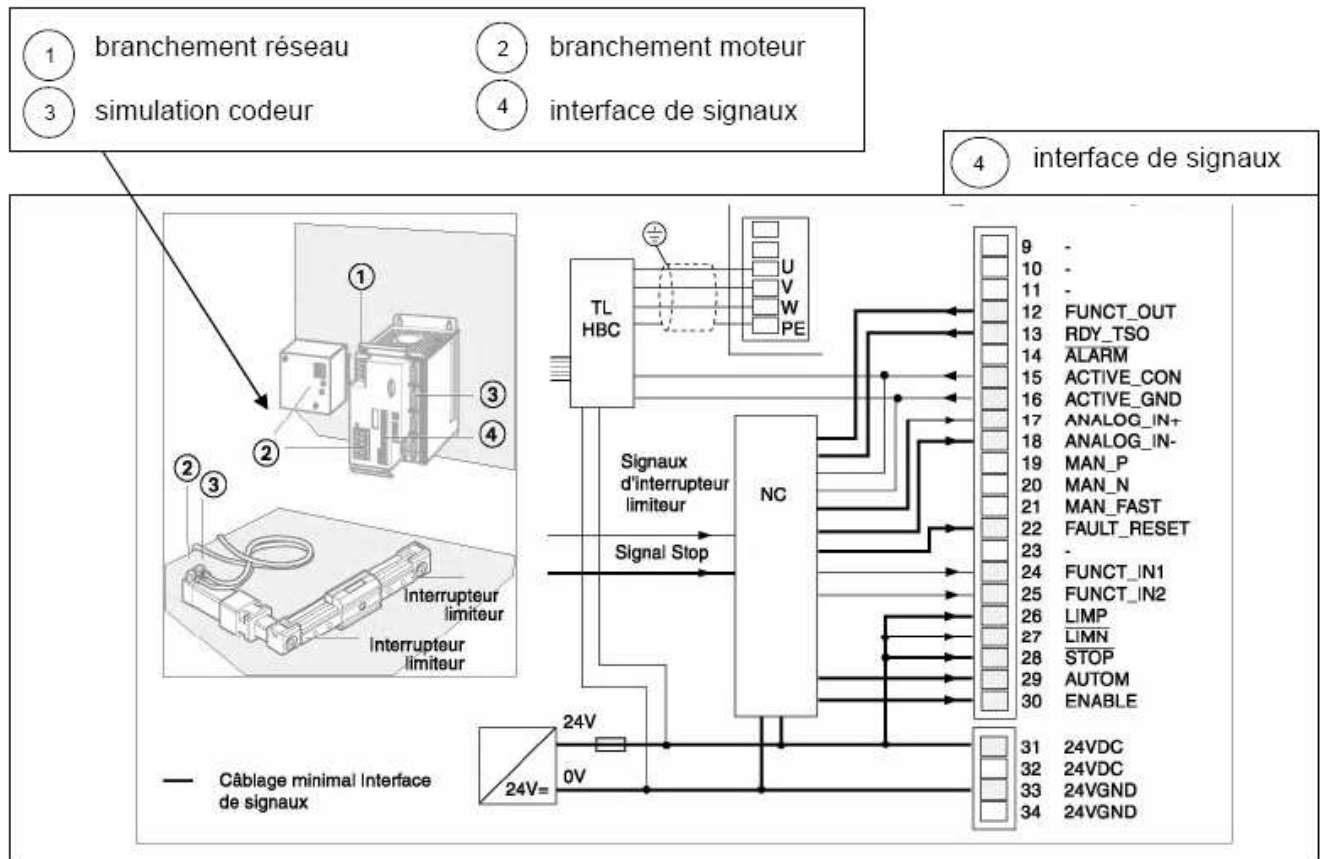 1 branchement réseau
2 branchement moteur
3 simulation codeur
4 interface de signaux
4 interface de signaux
1
2
3
4
2
3
Interrupteur
limiteur
Interrupteur
limiteur
TL
HBC
U
V
W
PE
Signaux
d'interrupteur
limiteur
Signal Stop
NC
9 -
10 -
11 -
12 FUNCT_OUT
13 RDY_TSO
14 ALARM
15 ACTIVE_CON
16 ACTIVE_GND
17 ANALOG_IN+
18 ANALOG_IN-
19 MAN_P
20 MAN_N
21 MAN_FAST
22 FAULT_RESET
23 -
24 FUNCT_IN1
25 FUNCT_IN2
26 LIMP
27 LIMN
28 STOP
29 AUTOM
30 ENABLE
31 24VDC
32 24VDC
33 24VGND
34 24VGND
24V
0V
24V=
Câblage minimal Interface
de signaux